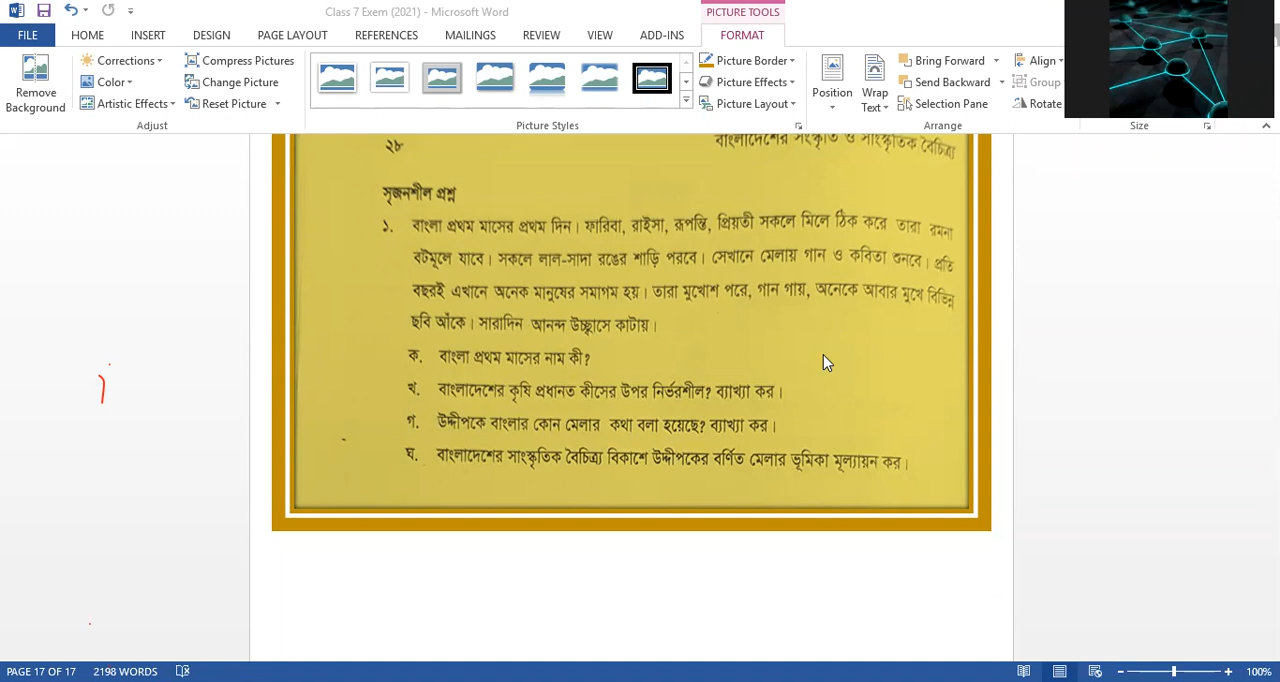 Class 7 Exem (2021) - Microsoft Word
PICTURE TOOLS
FILE HOME INSERT DESIGN PAGE LAYOUT REFERENCES MAILINGS REVIEW VIEW ADD-INS FORMAT
Remove Background
Corrections
Color
Artistic Effects
Compress Pictures
Change Picture
Reset Picture
Picture Border
Picture Effects
Picture Layout
Position
Wrap Text
Bring Forward
Send Backward
Selection Pane
Align
Group
Rotate
Adjust Picture Styles Arrange Size
২৮ বাংলাদেশের সংস্কৃতি ও সাংস্কৃতিক বৈচিত্র্য
সৃজনশীল প্রশ্ন
১. বাংলা প্রথম মাসের প্রথম দিন। ফারিবা, রাইসা, রূপন্তি, প্রিয়তী সকলে মিলে ঠিক করে তারা রমনা
বটমূলে যাবে। সকলে লাল-সাদা রঙের শাড়ি পরবে। সেখানে মেলায় গান ও কবিতা শুনবে। প্রতি
বছরই এখানে অনেক মানুষের সমাগম হয়। তারা মুখোশ পরে, গান গায়, অনেকে আবার মুখে বিভিন্ন
ছবি আঁকে। সারাদিন আনন্দ উচ্ছ্বাসে কাটায়।
ক. বাংলা প্রথম মাসের নাম কী?
খ. বাংলাদেশের কৃষি প্রধানত কীসের উপর নির্ভরশীল? ব্যাখ্যা কর।
গ. উদ্দীপকে বাংলার কোন মেলার কথা বলা হয়েছে? ব্যাখ্যা কর।
ঘ. বাংলাদেশের সাংস্কৃতিক বৈচিত্র্য বিকাশে উদ্দীপকের বর্ণিত মেলার ভূমিকা মূল্যায়ন কর।
PAGE 17 OF 17 2198 WORDS 100%